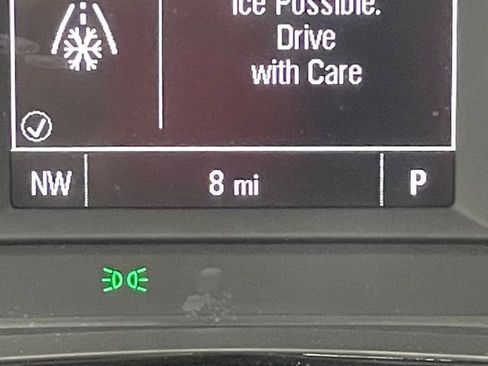 Ice Possible.
Drive
with Care
NW 8 mi P